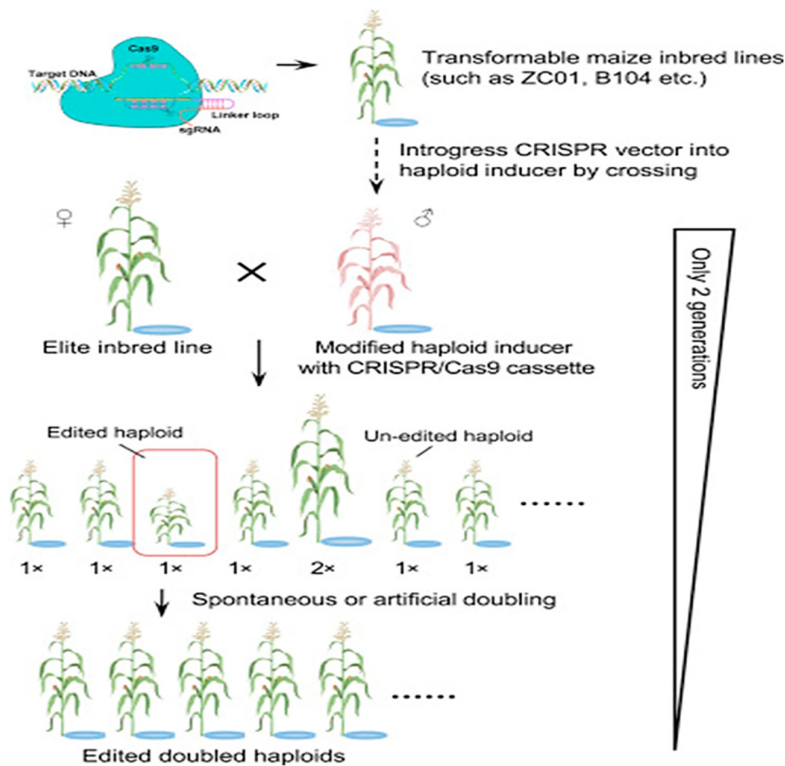 Cas9
Target DNA
Linker loop
sgRNA
Transformable maize inbred lines
(such as ZC01, B104 etc.)
Introgress CRISPR vector into
haploid inducer by crossing
♀
♂
×
Elite inbred line
Modified haploid inducer
with CRISPR/Cas9 cassette
Only 2 generations
Edited haploid
Un-edited haploid
......
1× 1× 1× 1× 2× 1× 1×
Spontaneous or artificial doubling
......
Edited doubled haploids